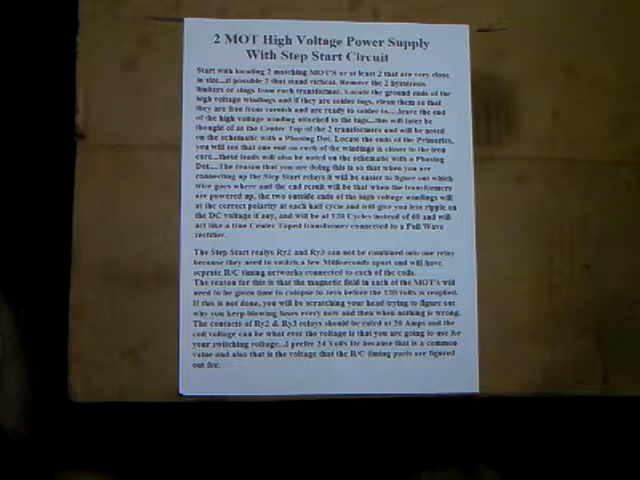 2 MOT High Voltage Power Supply
With Step Start Circuit
Start with locating 2 matching MOT'S or at least 2 that are very close
in size...if possible 2 that stand vertical. Remove the 2 hysteresis
limiters or slugs from each transformer. Locate the ground ends of the
high voltage windings and if they are solder lugs, clean them so that
they are free from varnish and are ready to solder to.....leave the end
of the high voltage winding attached to the lugs...this will later be
thought of as the Center Top of the 2 transformers and will be noted
on the schematic with a Phasing Dot. Locate the ends of the Primaries,
you will see that one end on each of the windings is closer to the iron
core...these leads will also be noted on the schematic with a Phasing
Dot....The reason that you are doing this is so that when you are
connecting up the Step Start relays it will be easier to figure out which
wire goes where and the end result will be that when the transformers
are powered up, the two outside ends of the high voltage windings will
at the correct polarity at each half cycle and will give you less ripple on
the DC voltage if any, and will be at 120 Cycles instead of 60 and will
act like a true Center Taped transformer connected to a Full Wave
rectifier.
The Step Start realys Ry2 and Ry3 can not be combined into one relay
because they need to switch a few Milliseconds apart and will have
seprate R/C timing networks connected to each of the coils.
The reason for this is that the magnetic field in each of the MOT's will
need to be given time to colapse to zero before the 120 volts is reaplied.
If this is not done, you will be scratching your head trying to figure out
why you keep blowing fuses every now and then when nothing is wrong.
The contacts of Ry2 & Ry3 relays should be rated at 20 Amps and the
coil voltage can be what ever the voltage is that you are going to use for
your switching voltage...I prefer 24 Volts Dc because that is a common
value and also that is the voltage that the R/C timing parts are figured
out for.